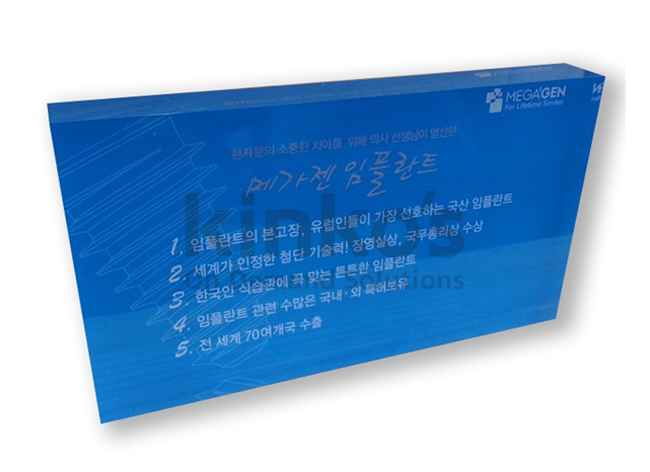 MEGAGEN
For Lifetime Smiles
환자분의 소중한 치아를 위해 의사 선생님이 엄선한
메가젠 임플란트
1. 임플란트의 본고장, 유럽인들이 가장 선호하는 국산 임플란트
2. 세계가 인정한 첨단 기술력! 장영실상, 국무총리상 수상
3. 한국인 식습관에 꼭 맞는 튼튼한 임플란트
4. 임플란트 관련 수많은 국내·외 특허보유
5. 전 세계 70여개국 수출
kinko's
On Demand Solutions